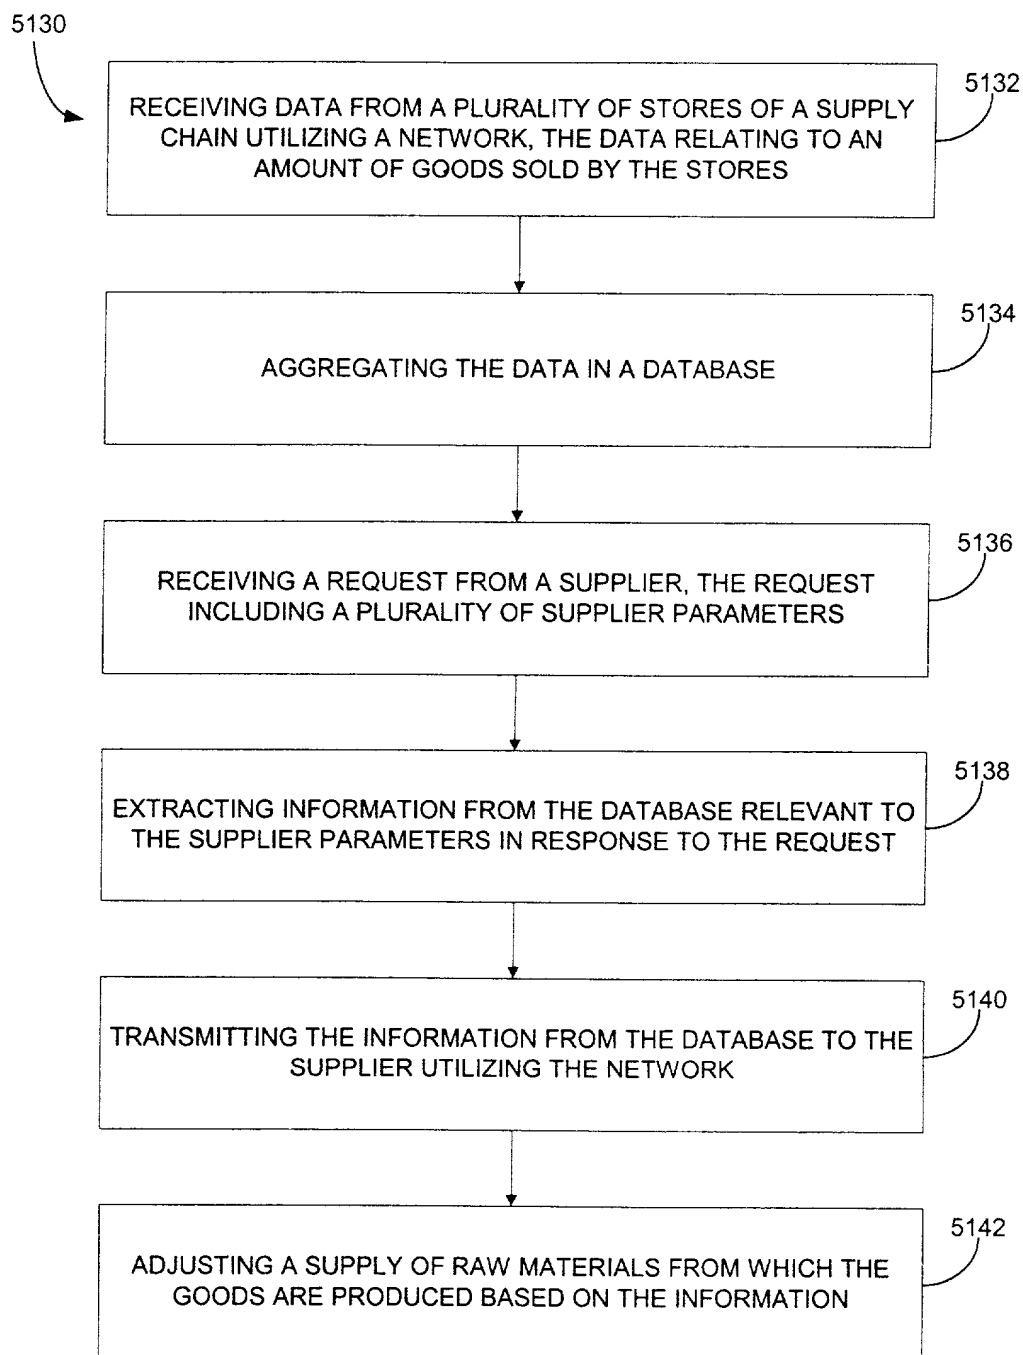 5130
5132
RECEIVING DATA FROM A PLURALITY OF STORES OF A SUPPLY
CHAIN UTILIZING A NETWORK, THE DATA RELATING TO AN
AMOUNT OF GOODS SOLD BY THE STORES
5134
AGGREGATING THE DATA IN A DATABASE
5136
RECEIVING A REQUEST FROM A SUPPLIER, THE REQUEST
INCLUDING A PLURALITY OF SUPPLIER PARAMETERS
5138
EXTRACTING INFORMATION FROM THE DATABASE RELEVANT TO
THE SUPPLIER PARAMETERS IN RESPONSE TO THE REQUEST
5140
TRANSMITTING THE INFORMATION FROM THE DATABASE TO THE
SUPPLIER UTILIZING THE NETWORK
5142
ADJUSTING A SUPPLY OF RAW MATERIALS FROM WHICH THE
GOODS ARE PRODUCED BASED ON THE INFORMATION